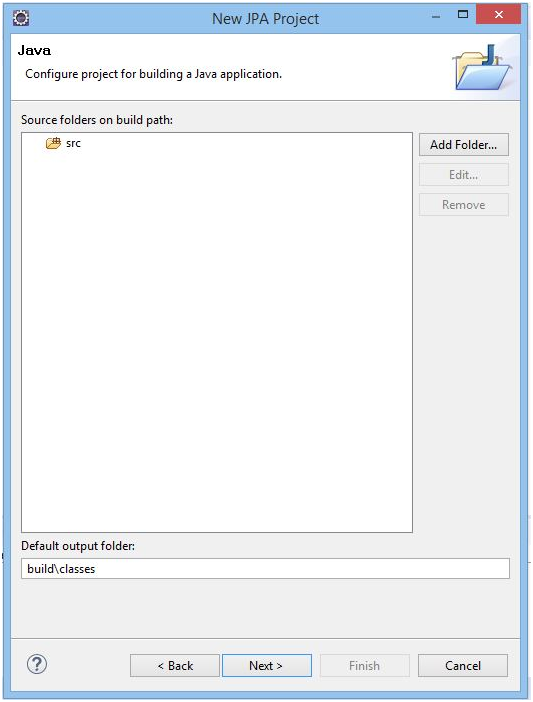 New JPA Project
Java
Configure project for building a Java application.
Source folders on build path:
src
Add Folder...
Edit...
Remove
Default output folder:
build\classes
?
< Back
Next >
Finish
Cancel